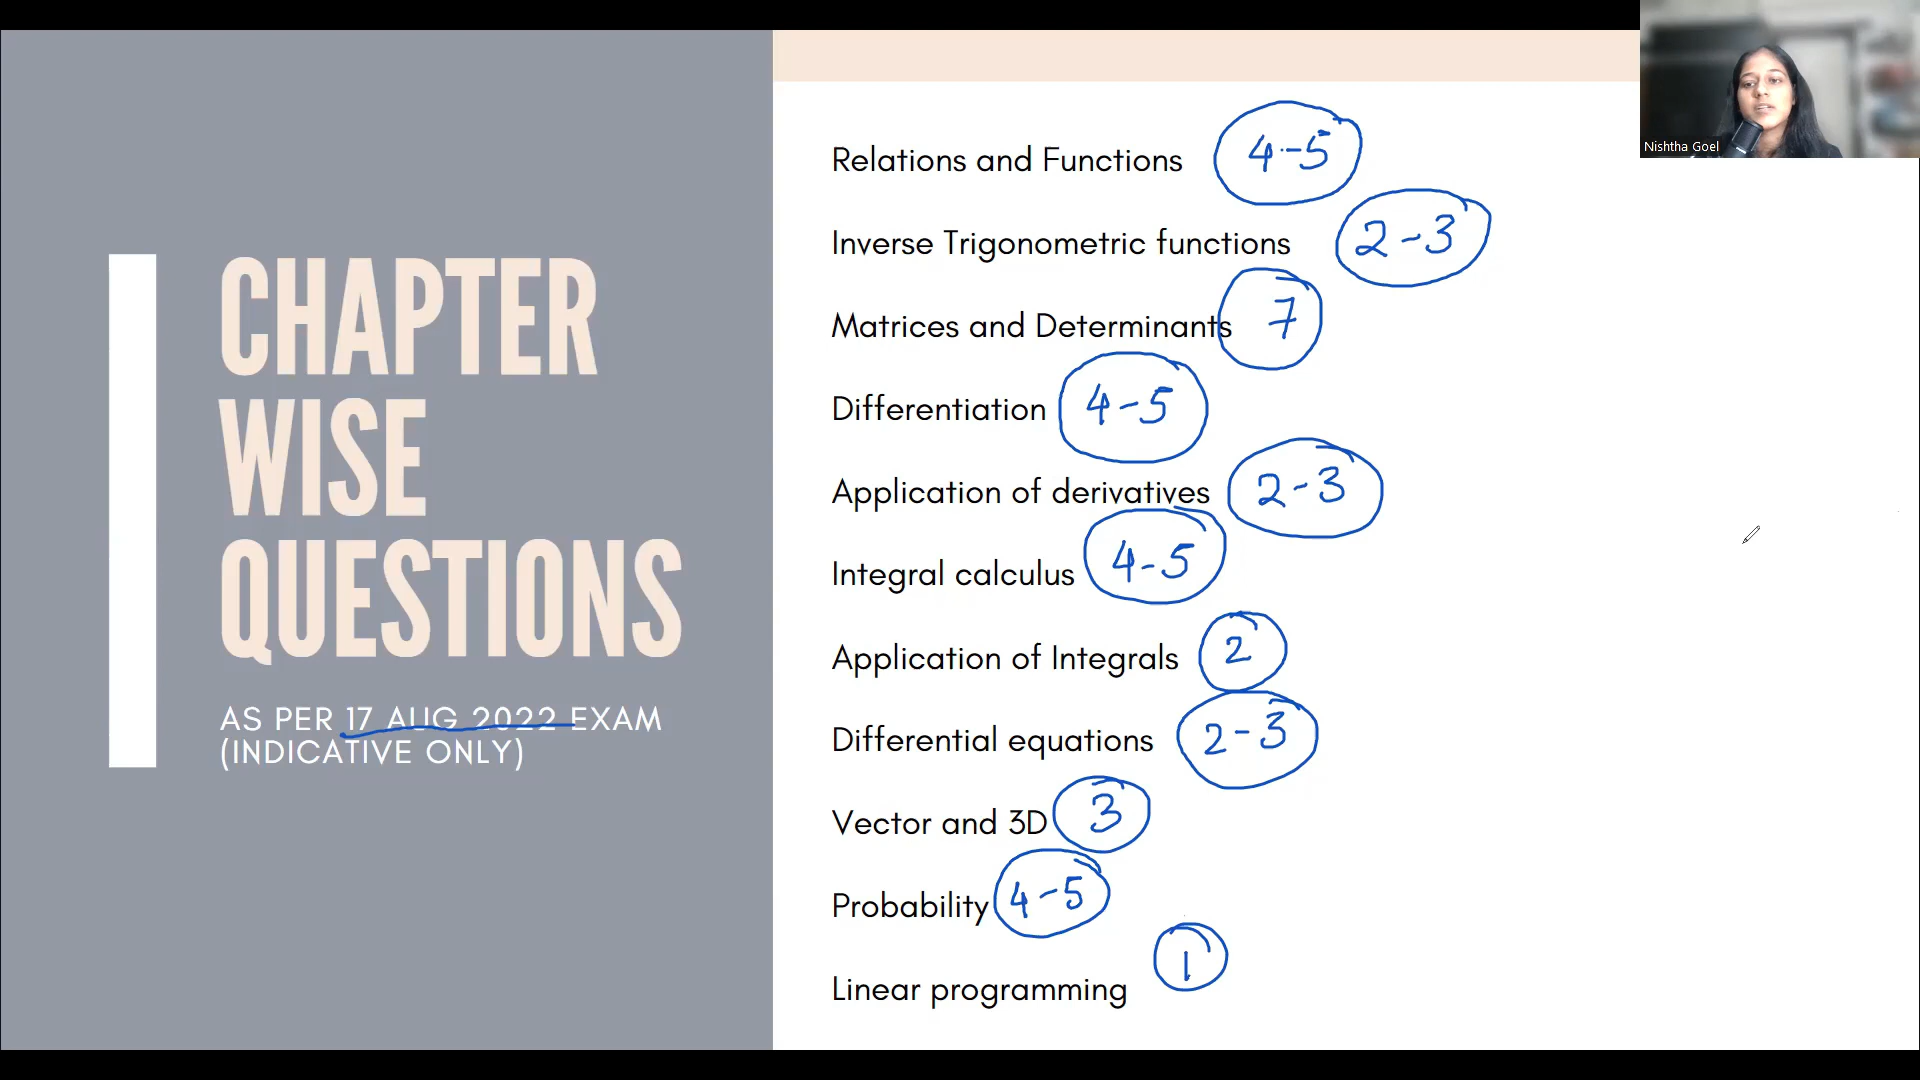 CHAPTER
WISE
QUESTIONS
AS PER 17 AUG 2022 EXAM
(INDICATIVE ONLY)
Relations and Functions 4-5
Inverse Trigonometric functions 2-3
Matrices and Determinants 7
Differentiation 4-5
Application of derivatives 2-3
Integral calculus 4-5
Application of Integrals 2
Differential equations 2-3
Vector and 3D 3
Probability 4-5
Linear programming 1
Nishtha Goel